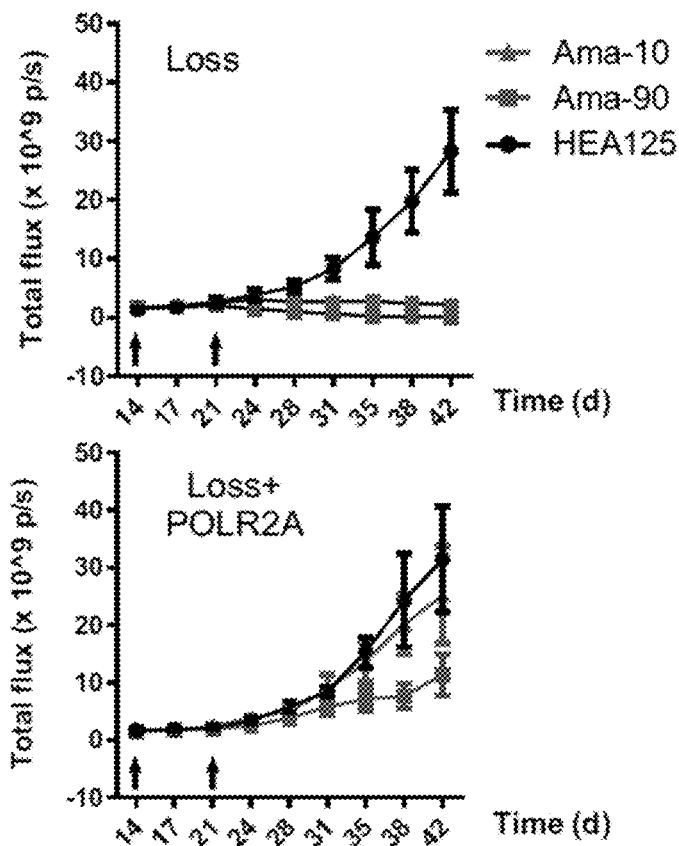 50
40
30
20
10
0
-10
Total flux (x 10^9 p/s)
Loss
Ama-10
Ama-90
HEA125
14 17 21 24 28 31 35 38 42
Time (d)
50
40
30
20
10
0
-10
Total flux (x 10^9 p/s)
Loss+
POLR2A
14 17 21 24 28 31 35 38 42
Time (d)